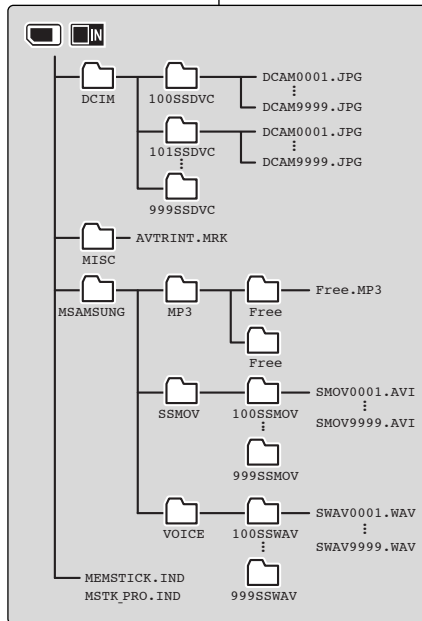 IN
DCIM
100SSDVC
DCAM0001.JPG
DCAM9999.JPG
101SSDVC
DCAM0001.JPG
DCAM9999.JPG
999SSDVC
MISC
AVTRINT.MRK
MSAMSUNG
MP3
Free
Free.MP3
Free
SSMOV
100SSMOV
SMOV0001.AVI
SMOV9999.AVI
999SSMOV
VOICE
100SSWAV
SWAV0001.WAV
SWAV9999.WAV
999SSWAV
MEMSTICK.IND
MSTK_PRO.IND